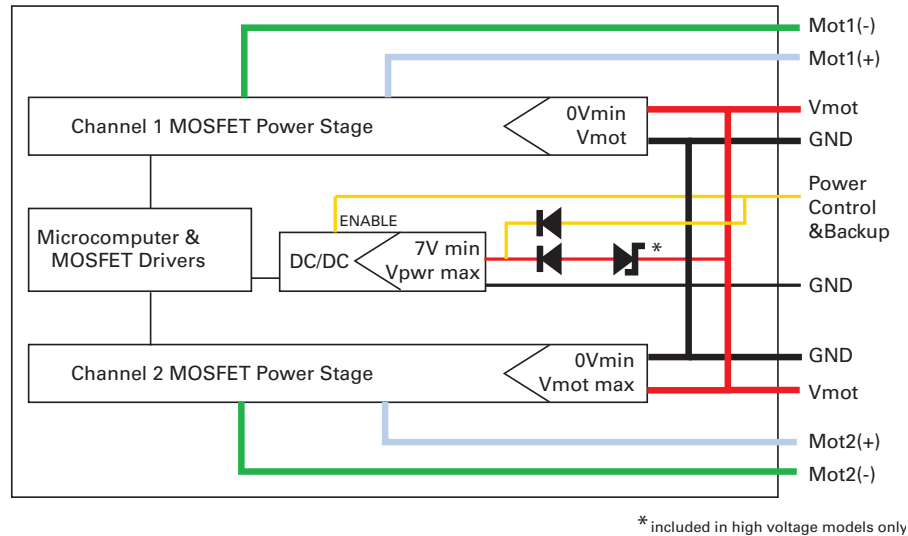 Mot1(-)
Mot1(+)
Channel 1 MOSFET Power Stage
0Vmin
Vmot
Vmot
GND
Power
Control
&Backup
ENABLE
Microcomputer &
MOSFET Drivers
DC/DC
7V min
Vpwr max
*
GND
Channel 2 MOSFET Power Stage
0Vmin
Vmot max
GND
Vmot
Mot2(+)
Mot2(-)
* included in high voltage models only